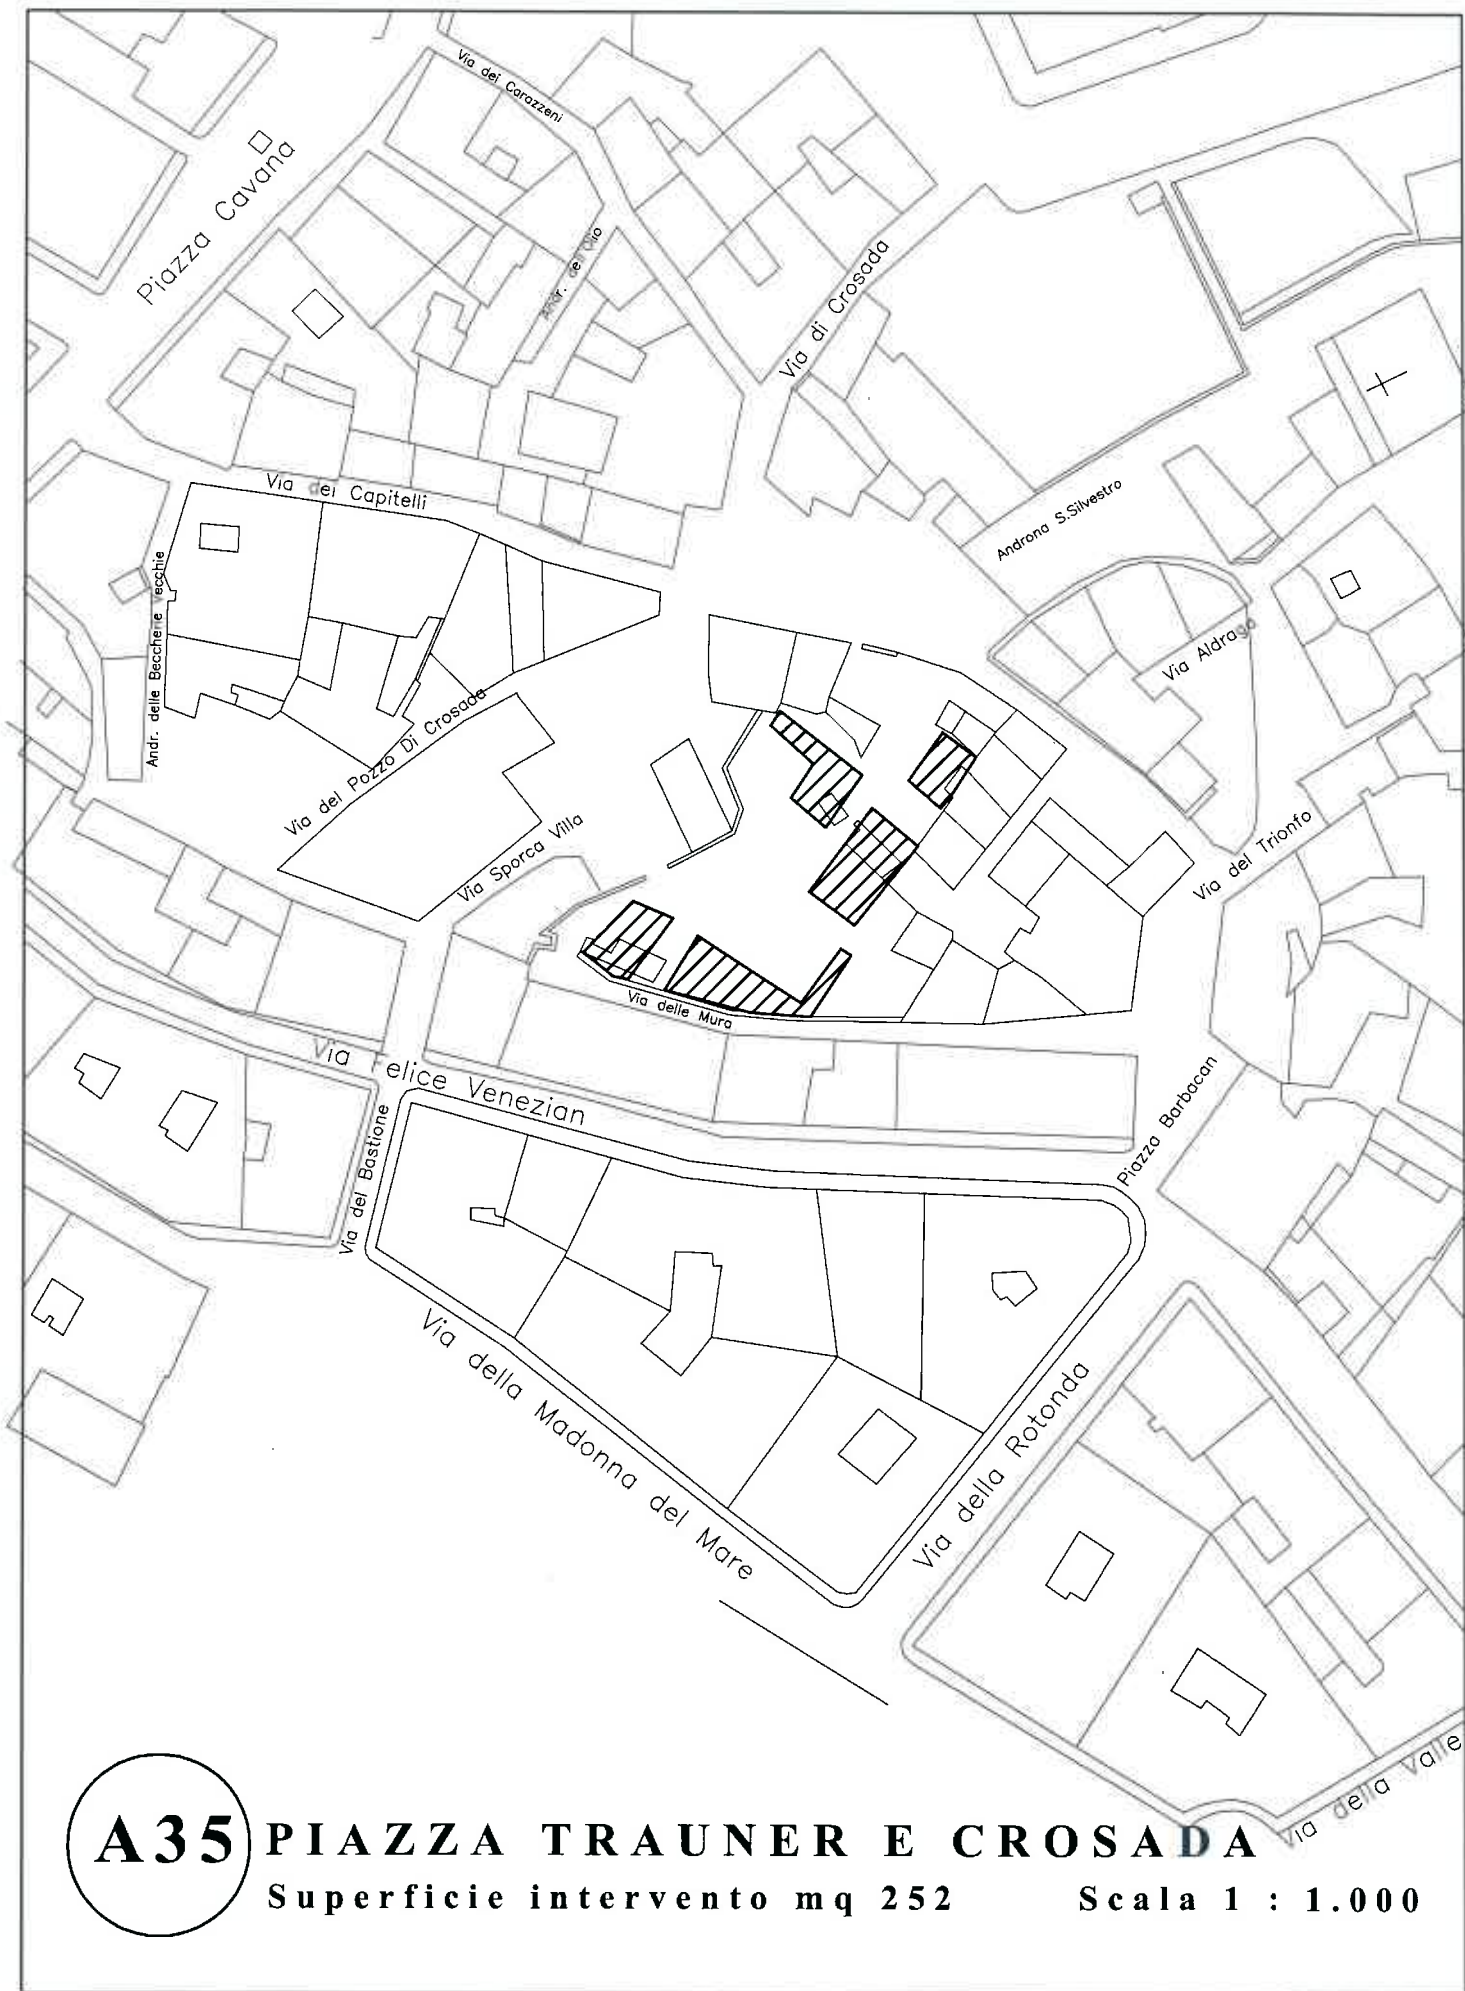 Via dei Carazzeni
Piazza Cavana
Andr. dell'Olio
Via di Crosada
Via dei Capitelli
Androna S.Silvestro
Andr. delle Beccherie Vecchie
Via Aldrago
Via del Pozzo Di Crosada
Via Sporca Villa
Via del Trionfo
Via delle Mura
Via Felice Venezian
Piazza Barbacan
Via del Bastione
Via della Madonna del Mare
Via della Rotonda
Via della Valle
A35 PIAZZA TRAUNER E CROSADA
Superficie intervento mq 252 Scala 1 : 1.000